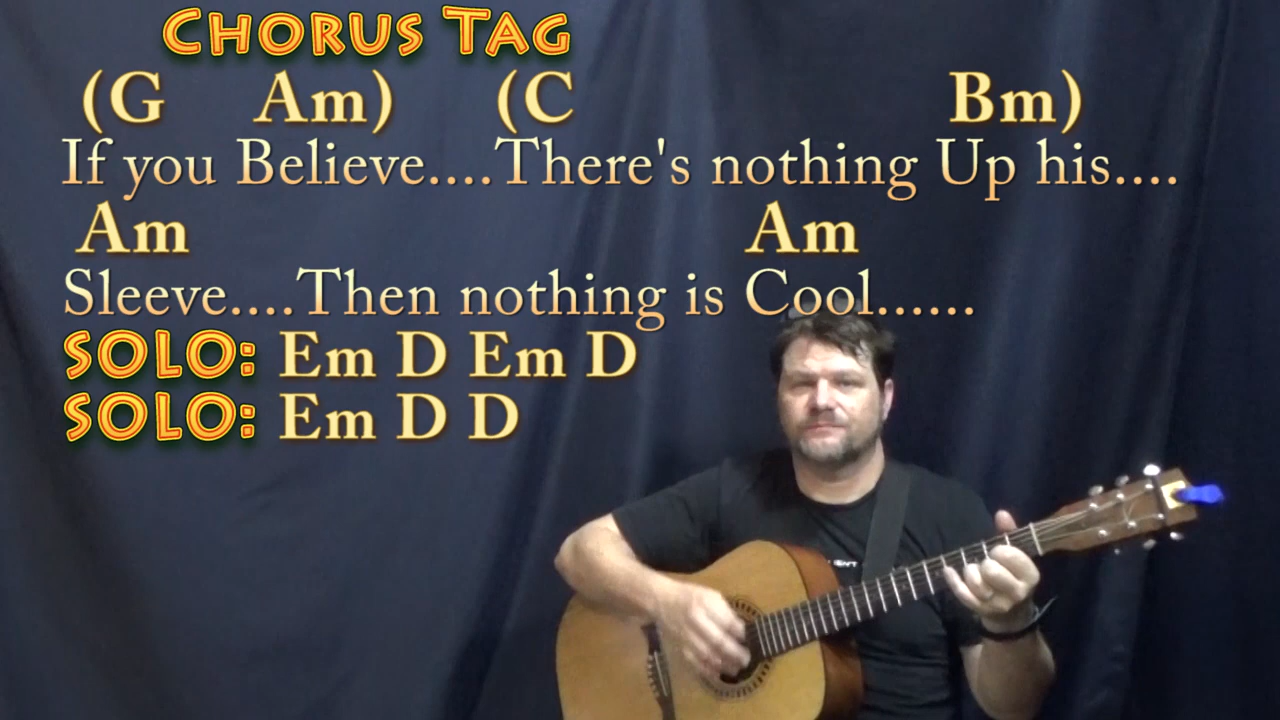 CHORUS TAG
(G Am) (C Bm)
If you Believe....There's nothing Up his....
Am Am
Sleeve....Then nothing is Cool......
SOLO: Em D Em D
SOLO: Em D D